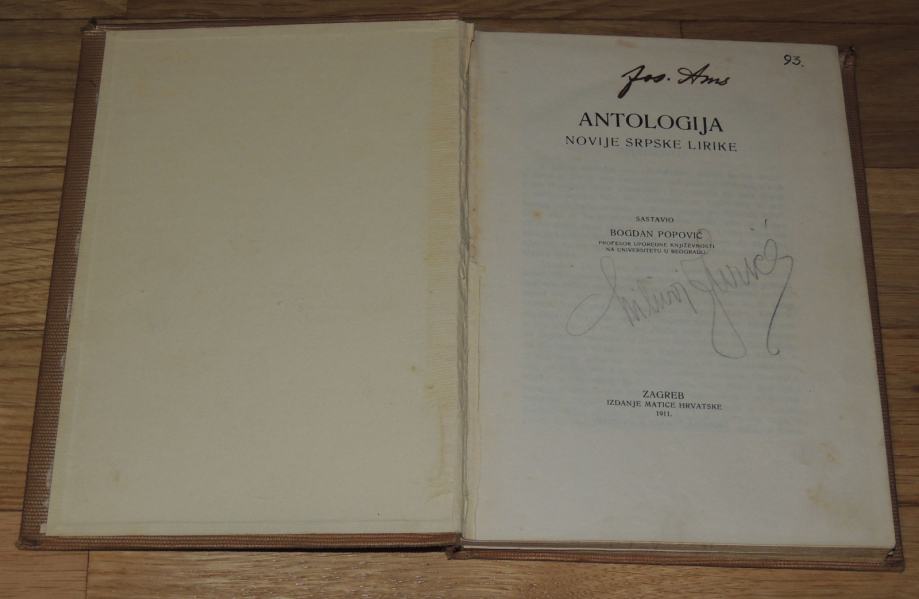 93.
Jos. Ams
ANTOLOGIJA
NOVIJE SRPSKE LIRIKE
SASTAVIO
BOGDAN POPOVIĆ
PROFESOR UPOREDNE KNJIŽEVNOSTI
NA UNIVERSITETU U BEOGRADU.
ZAGREB
IZDANJE MATICE HRVATSKE
1911.